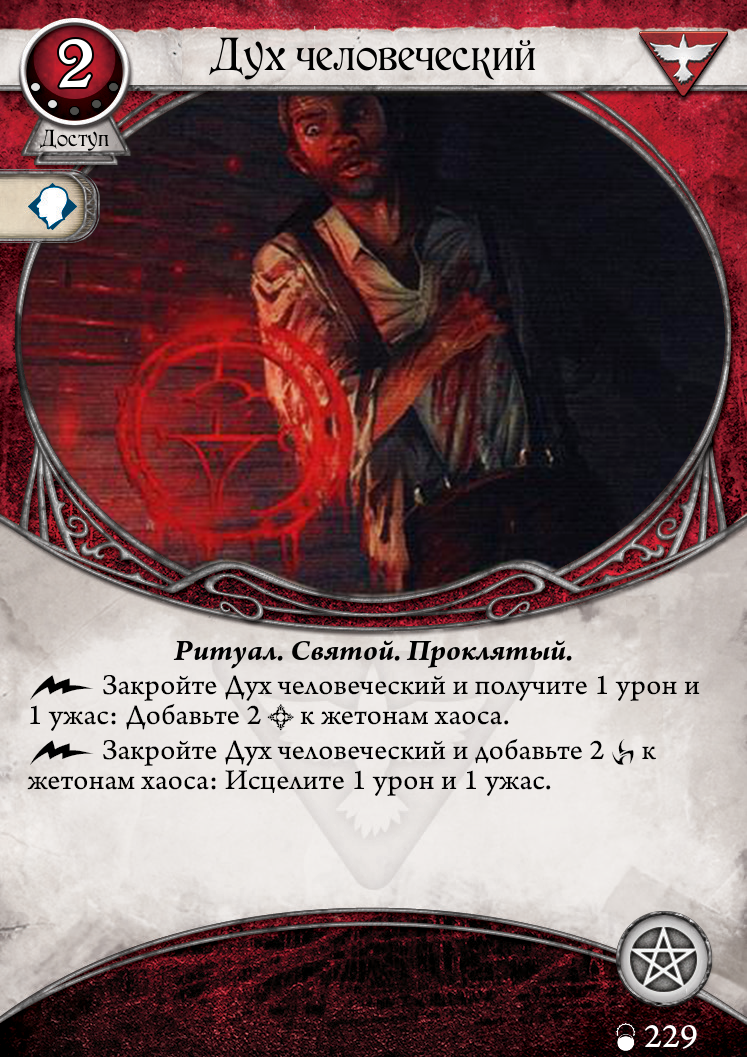 2
Дух человеческий
Доступ
Ритуал. Святой. Проклятый.
Закройте Дух человеческий и получите 1 урон и
1 ужас: Добавьте 2 к жетонам хаоса.
Закройте Дух человеческий и добавьте 2 к
жетонам хаоса: Исцелите 1 урон и 1 ужас.
229